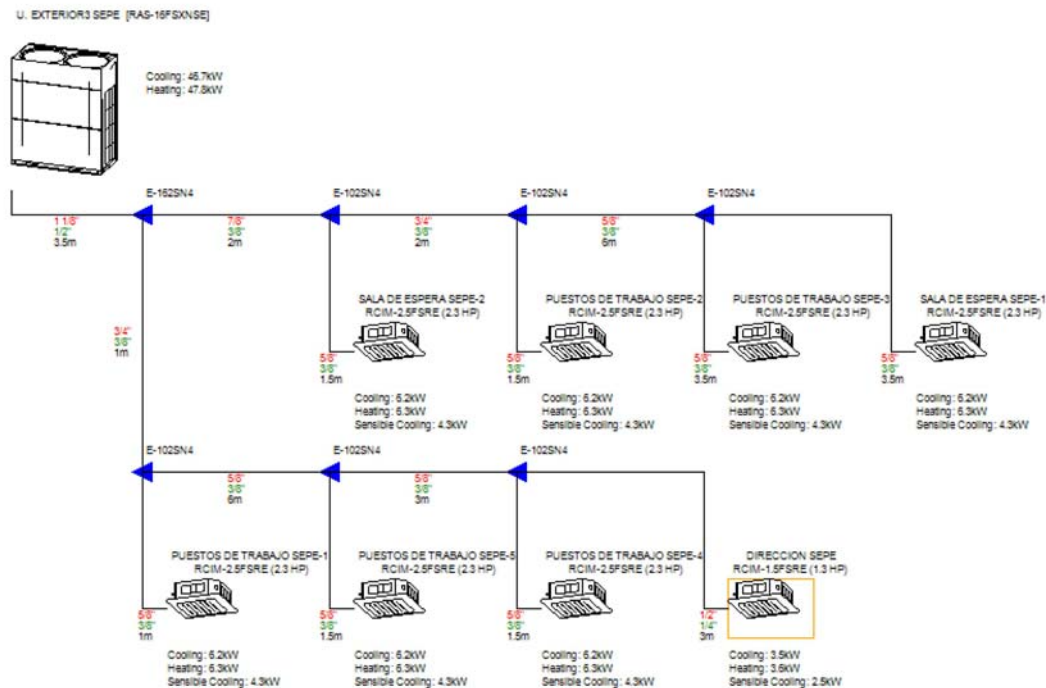 U. EXTERIOR3 SEPE [RAS-16FSXNSE]
Cooling: 46.7kW
Heating: 47.8kW
E-162SN4
E-102SN4
E-102SN4
E-102SN4
1 1/8"
1/2"
3.5m
7/8"
3/8"
2m
3/4"
3/8"
2m
5/8"
3/8"
6m
SALA DE ESPERA SEPE-2
RCIM-2.5FSRE (2.3 HP)
5/8"
3/8"
1.5m
Cooling: 6.2kW
Heating: 6.3kW
Sensible Cooling: 4.3kW
PUESTOS DE TRABAJO SEPE-2
RCIM-2.5FSRE (2.3 HP)
5/8"
3/8"
1.5m
Cooling: 6.2kW
Heating: 6.3kW
Sensible Cooling: 4.3kW
PUESTOS DE TRABAJO SEPE-3
RCIM-2.5FSRE (2.3 HP)
5/8"
3/8"
3.5m
Cooling: 6.2kW
Heating: 6.3kW
Sensible Cooling: 4.3kW
SALA DE ESPERA SEPE-1
RCIM-2.5FSRE (2.3 HP)
5/8"
3/8"
3.5m
Cooling: 6.2kW
Heating: 6.3kW
Sensible Cooling: 4.3kW
3/4"
3/8"
1m
E-102SN4
E-102SN4
E-102SN4
5/8"
3/8"
6m
5/8"
3/8"
3m
PUESTOS DE TRABAJO SEPE-1
RCIM-2.5FSRE (2.3 HP)
5/8"
3/8"
1m
Cooling: 6.2kW
Heating: 6.3kW
Sensible Cooling: 4.3kW
PUESTOS DE TRABAJO SEPE-5
RCIM-2.5FSRE (2.3 HP)
5/8"
3/8"
1.5m
Cooling: 6.2kW
Heating: 6.3kW
Sensible Cooling: 4.3kW
PUESTOS DE TRABAJO SEPE-4
RCIM-2.5FSRE (2.3 HP)
5/8"
3/8"
1.5m
Cooling: 6.2kW
Heating: 6.3kW
Sensible Cooling: 4.3kW
DIRECCION SEPE
RCIM-1.5FSRE (1.3 HP)
1/2"
1/4"
3m
Cooling: 3.5kW
Heating: 3.6kW
Sensible Cooling: 2.5kW